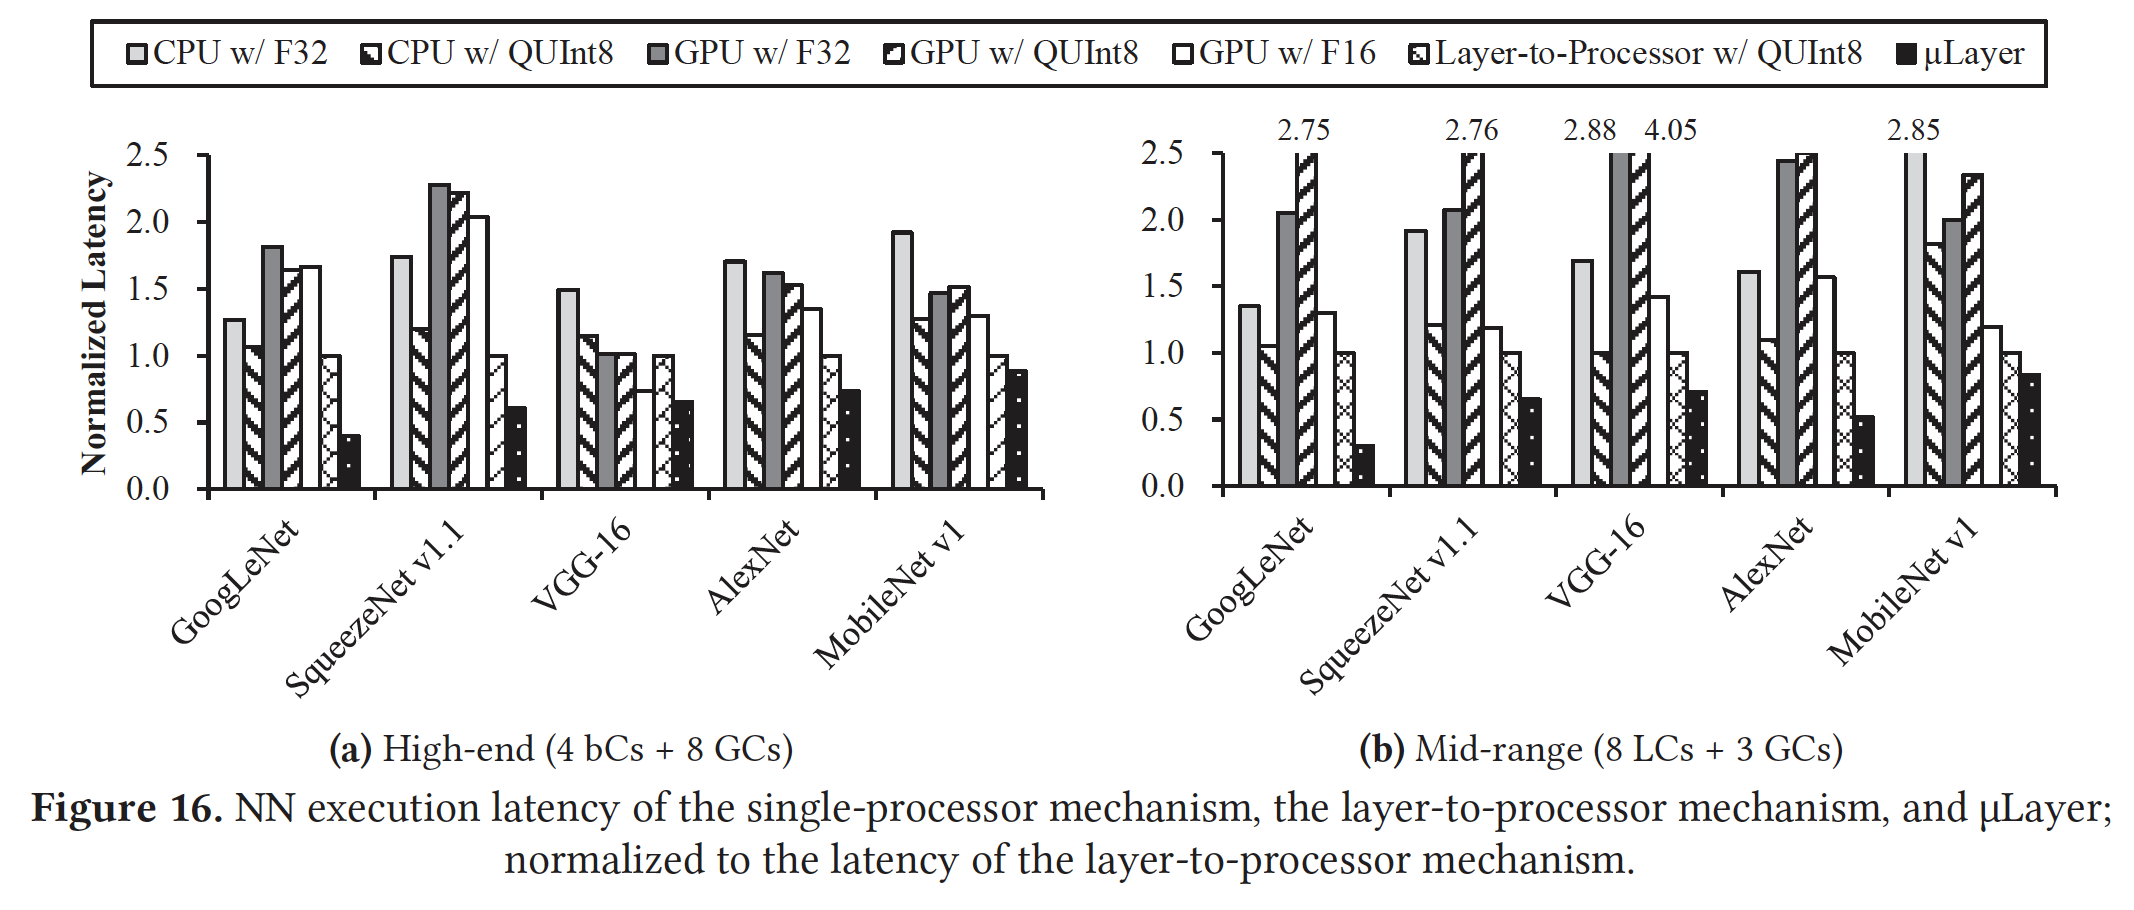 CPU w/ F32 CPU w/ QUInt8 GPU w/ F32 GPU w/ QUInt8 GPU w/ F16 Layer-to-Processor w/ QUInt8 µLayer
Normalized Latency
2.5
2.0
1.5
1.0
0.5
0.0
GoogLeNet
SqueezeNet v1.1
VGG-16
AlexNet
MobileNet v1
(a) High-end (4 bCs + 8 GCs)
2.75 2.76 2.88 4.05 2.85
2.5
2.0
1.5
1.0
0.5
0.0
GoogLeNet
SqueezeNet v1.1
VGG-16
AlexNet
MobileNet v1
(b) Mid-range (8 LCs + 3 GCs)
Figure 16. NN execution latency of the single-processor mechanism, the layer-to-processor mechanism, and µLayer;
normalized to the latency of the layer-to-processor mechanism.